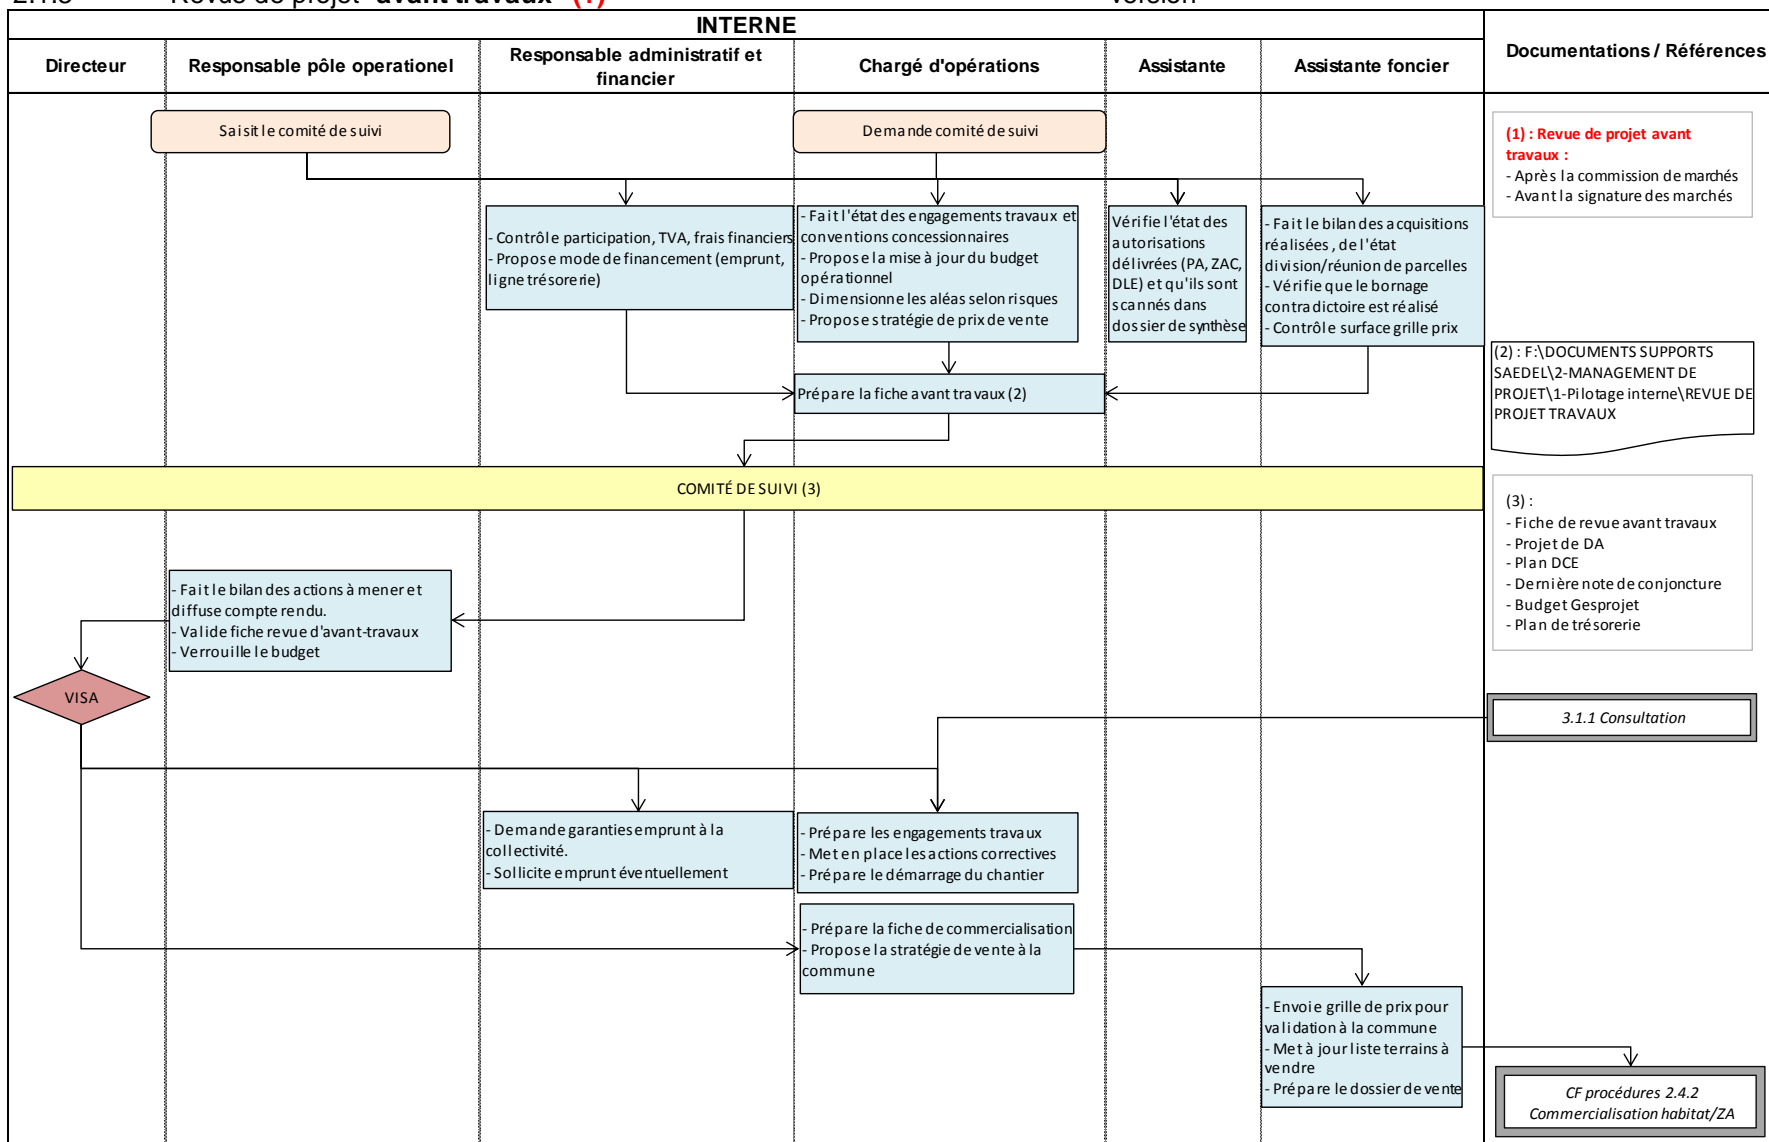 Revue de projet "avant travaux" (1)
INTERNE
Documentations / Références
Directeur
Responsable pôle operationel
Responsable administratif et
financier
Chargé d'opérations
Assistante
Assistante foncier
Saisit le comité de suivi
Demande comité de suivi
(1) : Revue de projet avant
travaux :
- Après la commission de marchés
- Avant la signature des marchés
- Contrôle participation, TVA, frais financiers
- Propose mode de financement (emprunt,
ligne trésorerie)
- Fait l'état des engagements travaux et
conventions concessionnaires
- Propose la mise à jour du budget
opérationnel
- Dimensionne les aléas selon risques
- Propose stratégie de prix de vente
Vérifie l'état des
autorisations
délivrées (PA, ZAC,
DLE) et qu'ils sont
scannés dans
dossier de synthèse
- Fait le bilan des acquisitions
réalisées , de l'état
division/réunion de parcelles
- Vérifie que le bornage
contradictoire est réalisé
- Contrôle surface grille prix
(2) : F:\DOCUMENTS SUPPORTS
SAEDEL\2-MANAGEMENT DE
PROJET\1-Pilotage interne\REVUE DE
PROJET TRAVAUX
Prépare la fiche avant travaux (2)
COMITÉ DE SUIVI (3)
(3) :
- Fiche de revue avant travaux
- Projet de DA
- Plan DCE
- Dernière note de conjoncture
- Budget Gesprojet
- Plan de trésorerie
- Fait le bilan des actions à mener et
diffuse compte rendu.
- Valide fiche revue d'avant-travaux
- Verrouille le budget
VISA
3.1.1 Consultation
- Demande garanties emprunt à la
collectivité.
- Sollicite emprunt éventuellement
- Prépare les engagements travaux
- Met en place les actions correctives
- Prépare le démarrage du chantier
- Prépare la fiche de commercialisation
- Propose la stratégie de vente à la
commune
- Envoie grille de prix pour
validation à la commune
- Met à jour liste terrains à
vendre
- Prépare le dossier de vente
CF procédures 2.4.2
Commercialisation habitat/ZA